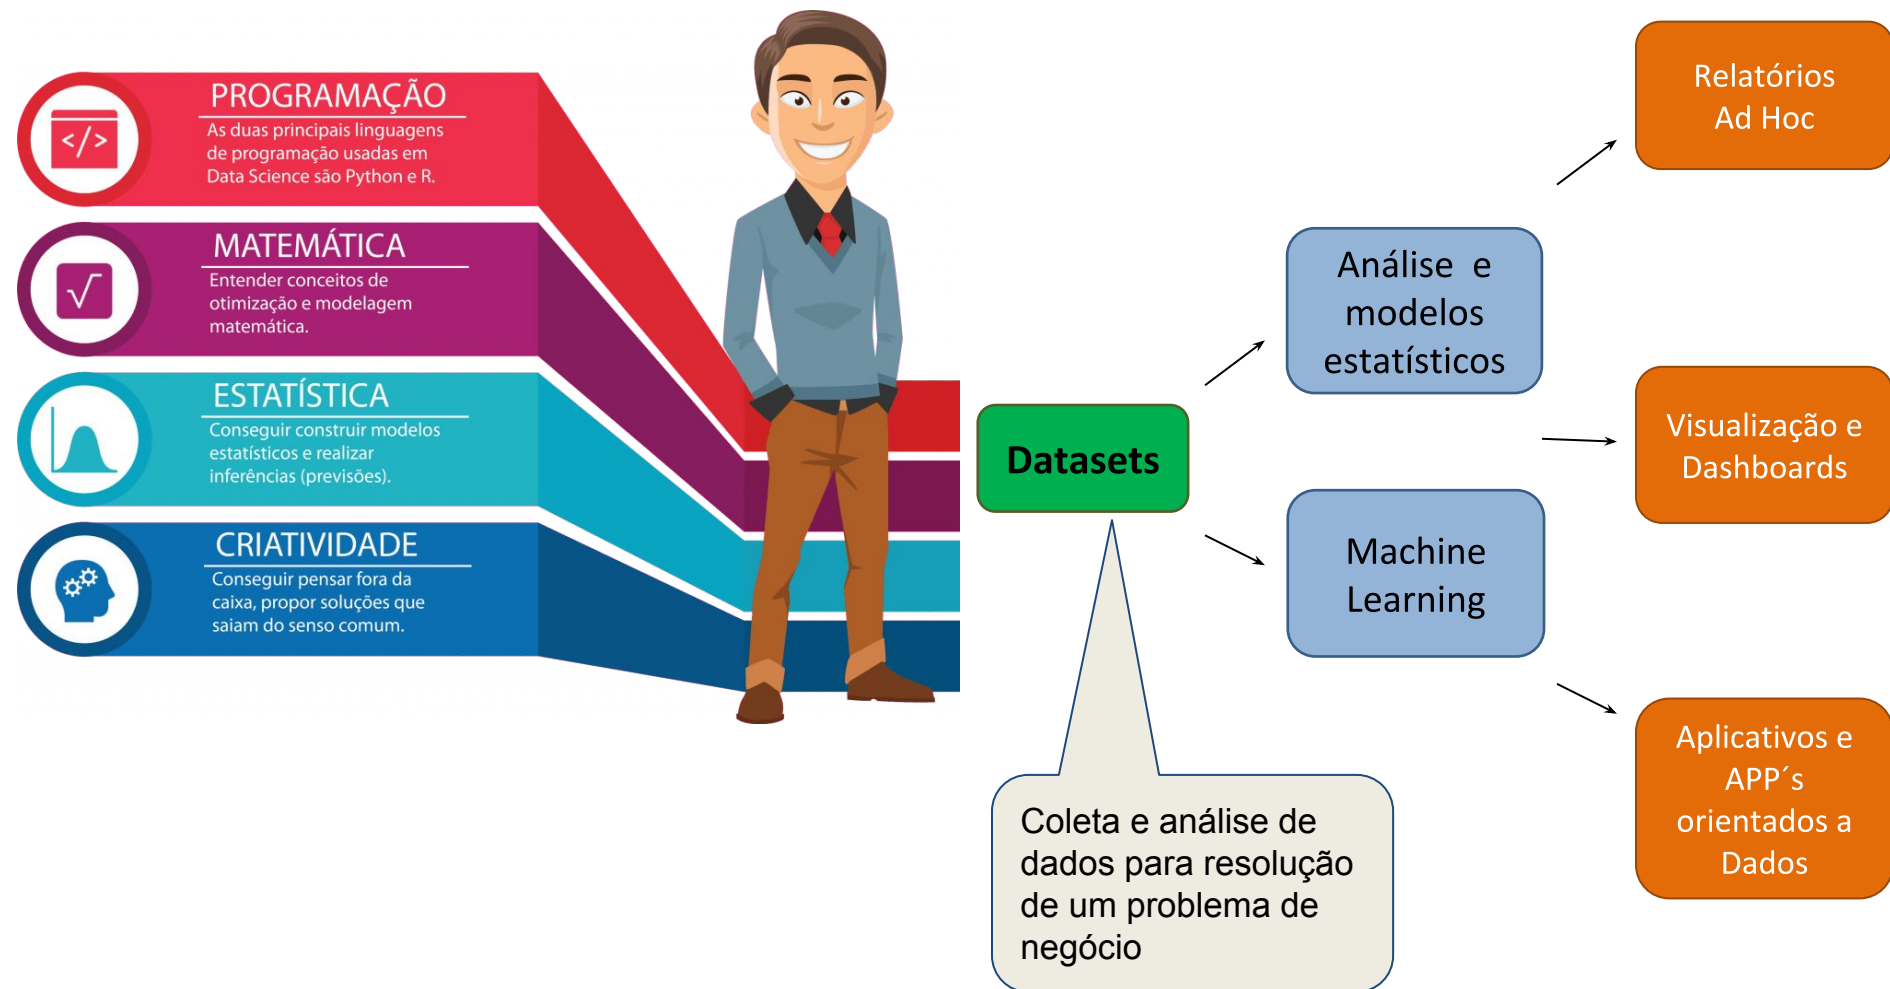 PROGRAMAÇÃO
As duas principais linguagens
de programação usadas em
Data Science são Python e R.
MATEMÁTICA
Entender conceitos de
otimização e modelagem
matemática.
ESTATÍSTICA
Conseguir construir modelos
estatísticos e realizar
inferências (previsões).
CRIATIVIDADE
Conseguir pensar fora da
caixa, propor soluções que
saiam do senso comum.
Datasets
Coleta e análise de
dados para resolução
de um problema de
negócio
Análise e
modelos
estatísticos
Machine
Learning
Relatórios
Ad Hoc
Visualização e
Dashboards
Aplicativos e
APP´s
orientados a
Dados